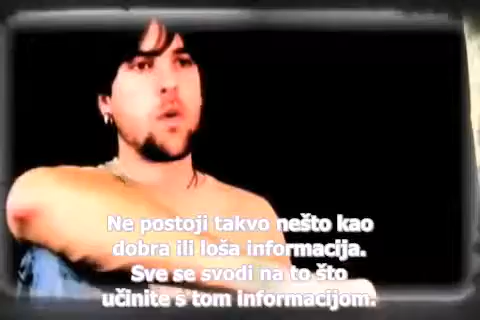 Ne postoji takvo nešto kao
dobra ili loša informacija.
Sve se svodi na to što
učinite s tom informacijom.